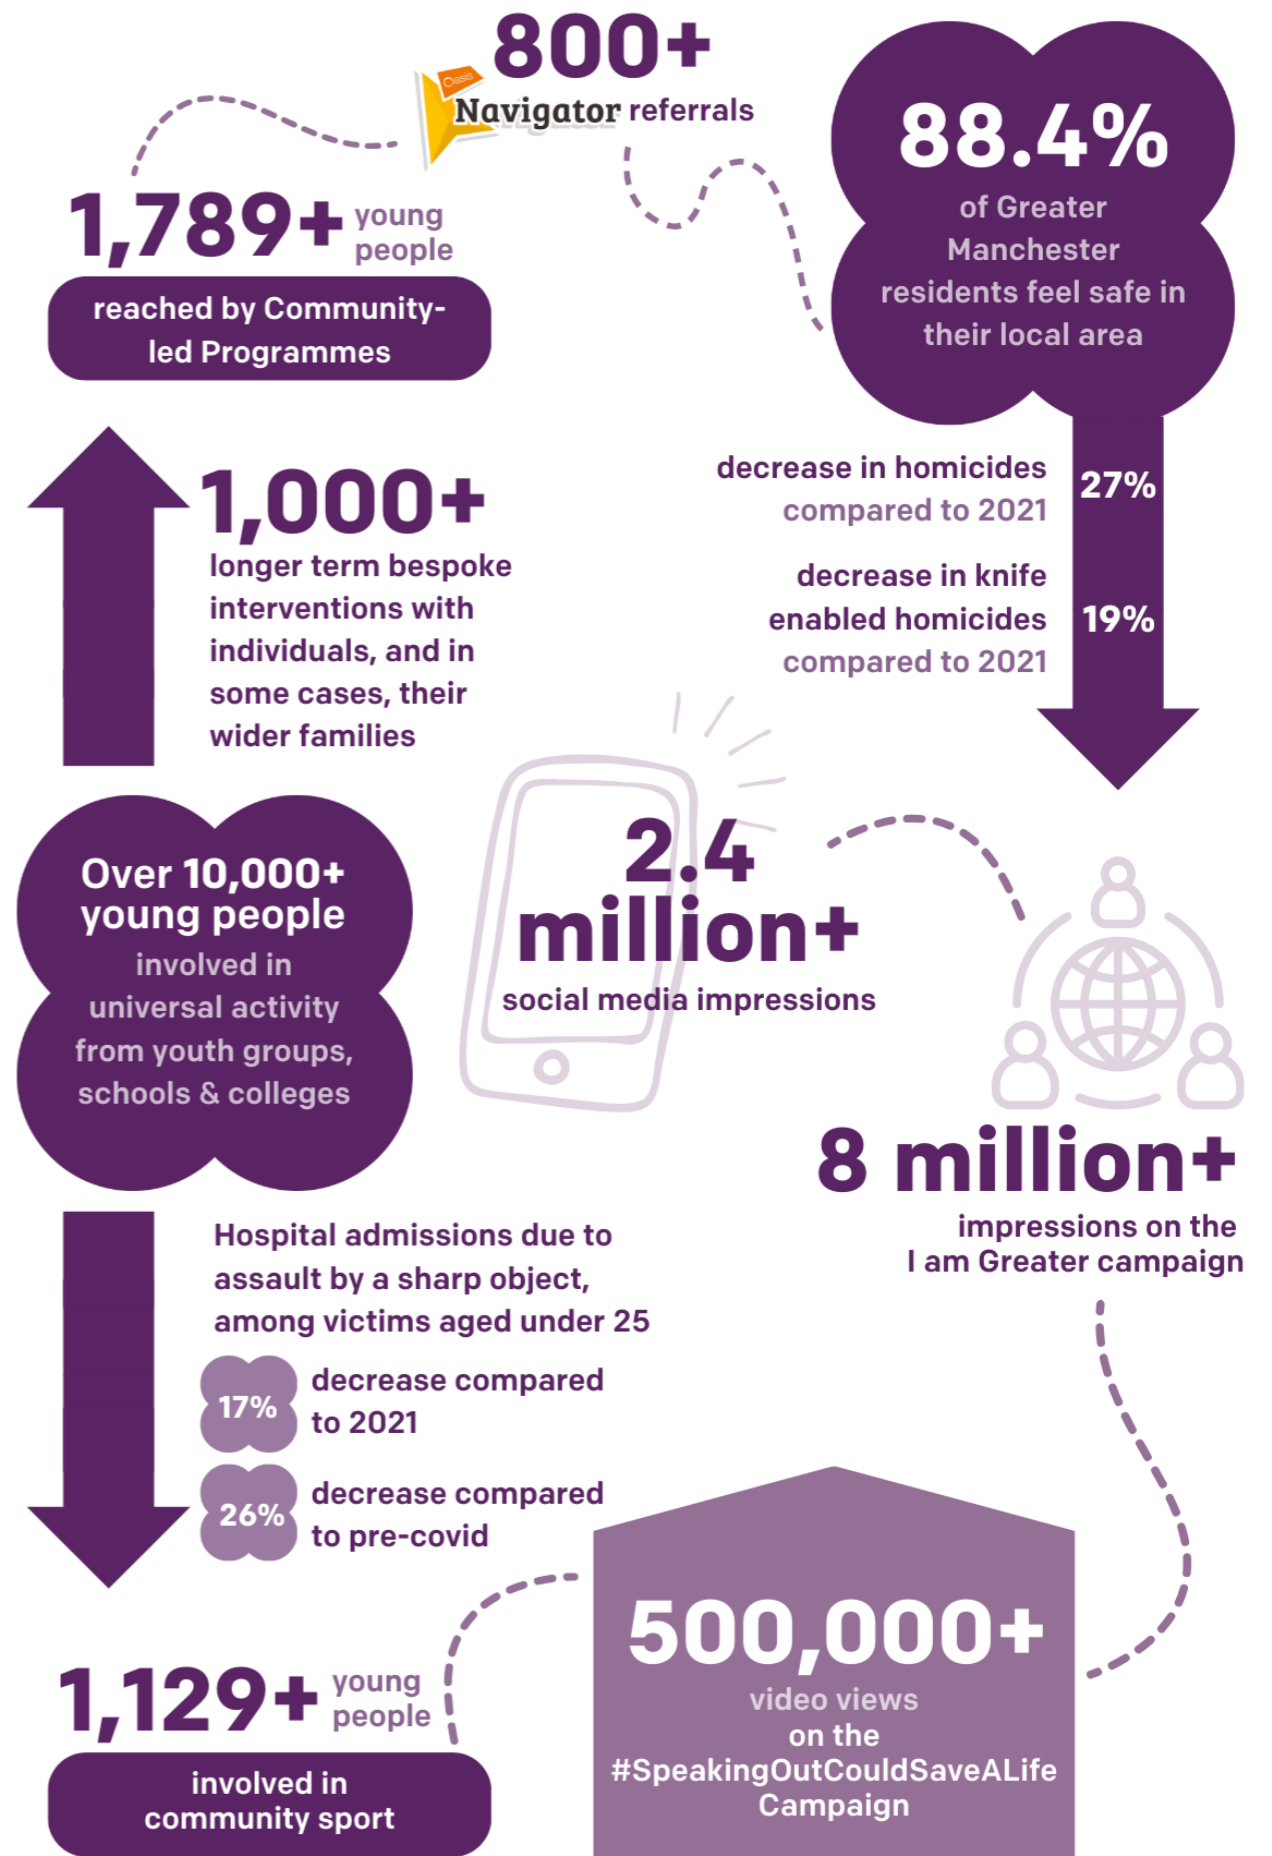 800+
Oasis
Navigator referrals
88.4%
of Greater
Manchester
residents feel safe in
their local area
1,789+ young
people
reached by Community-
led Programmes
1,000+
longer term bespoke
interventions with
individuals, and in
some cases, their
wider families
decrease in homicides
compared to 2021
27%
decrease in knife
enabled homicides
compared to 2021
19%
Over 10,000+
young people
involved in
universal activity
from youth groups,
schools & colleges
2.4
million+
social media impressions
8 million+
impressions on the
I am Greater campaign
Hospital admissions due to
assault by a sharp object,
among victims aged under 25
17%
decrease compared
to 2021
26%
decrease compared
to pre-covid
1,129+ young
people
involved in
community sport
500,000+
video views
on the
#SpeakingOutCouldSaveALife
Campaign